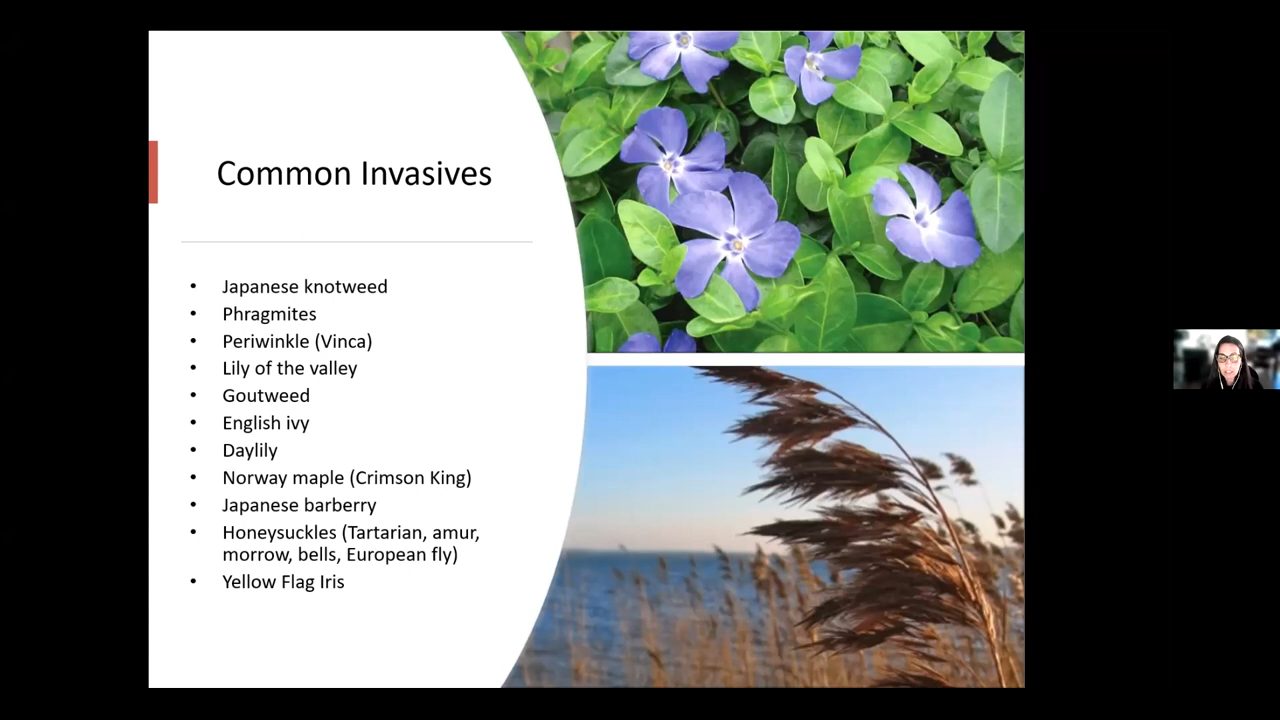 Common Invasives
• Japanese knotweed
• Phragmites
• Periwinkle (Vinca)
• Lily of the valley
• Goutweed
• English ivy
• Daylily
• Norway maple (Crimson King)
• Japanese barberry
• Honeysuckles (Tartarian, amur,
morrow, bells, European fly)
• Yellow Flag Iris